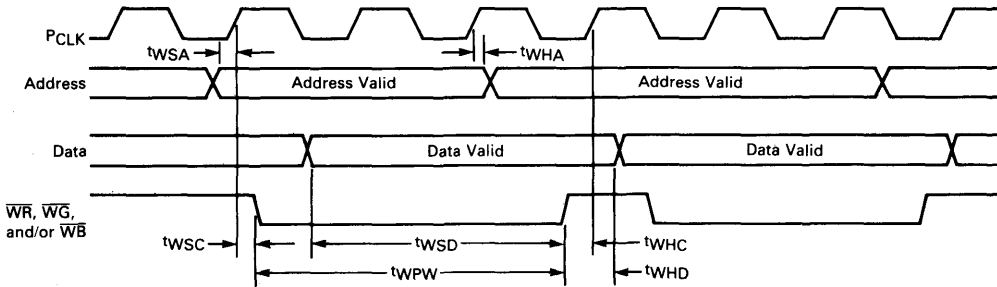 PCLK
tWSA
tWHA
Address
Address Valid
Address Valid
Data
Data Valid
Data Valid
WR, WG,
and/or WB
tWSC
tWSD
tWHC
tWPW
tWHD